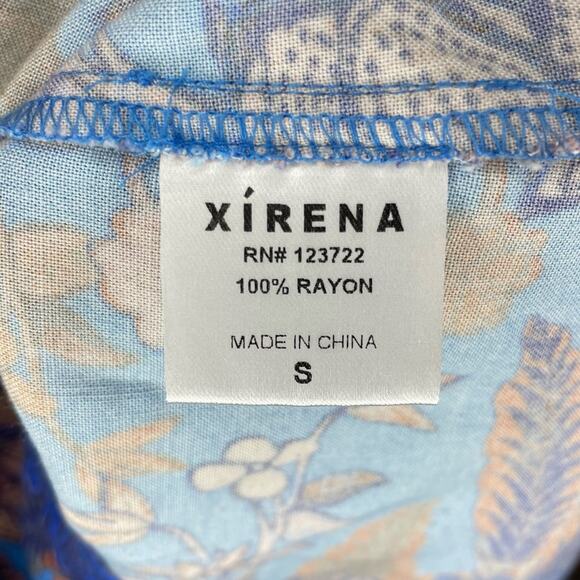 XÍRENA
RN# 123722
100% RAYON
MADE IN CHINA
S